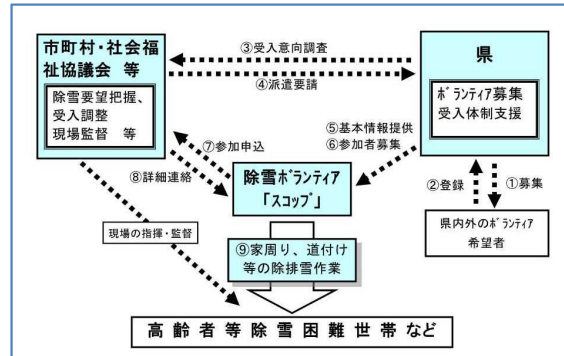 市町村・社会福
祉協議会 等
除雪要望把握、
受入調整
現場監督 等
③受入意向調査
④派遣要請
県
ﾎﾞﾗﾝﾃｨｱ募集
受入体制支援
⑤基本情報提供
⑥参加者募集
⑦参加申込
⑧詳細連絡
除雪ﾎﾞﾗﾝﾃｨｱ
「ｽｺｯﾌﾟ」
②登録
①募集
県内外のﾎﾞﾗﾝﾃｨｱ
希望者
現場の指揮・監督
⑨家周り、道付け
等の除排雪作業
高齢者等除雪困難世帯など